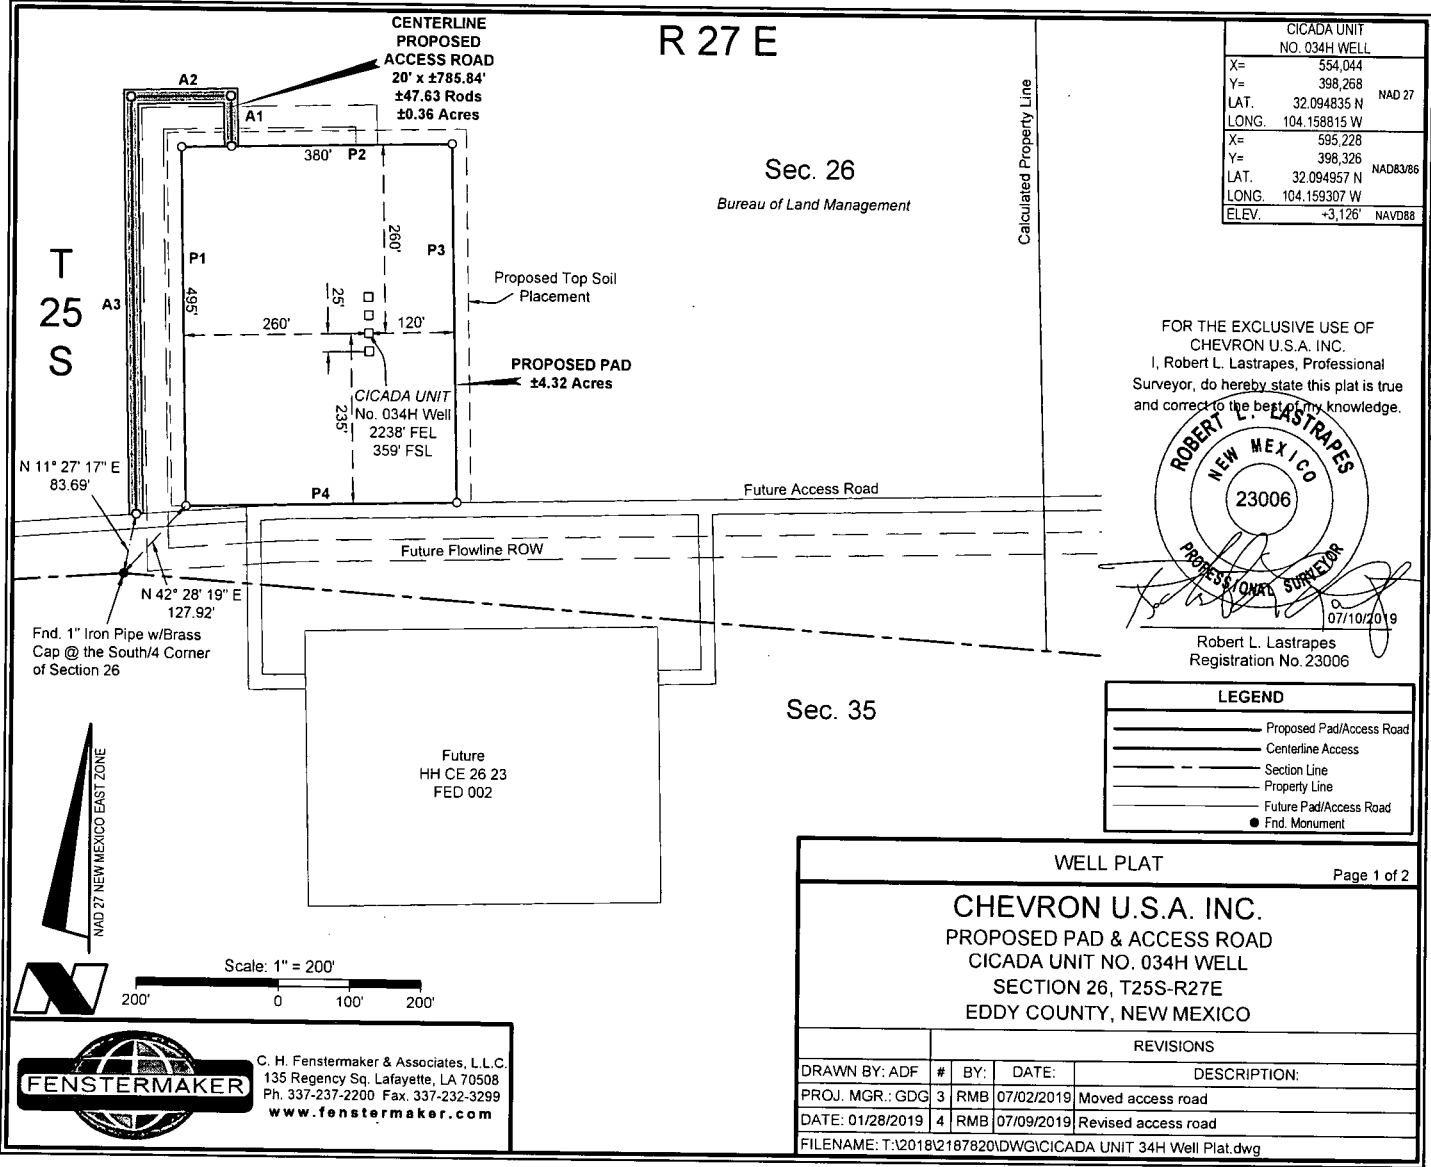 R 27 E
CENTERLINE
PROPOSED
ACCESS ROAD
20' x ±785.84'
±47.63 Rods
±0.36 Acres
A2
A1
380'
P2
Sec. 26
Bureau of Land Management
Calculated Property Line
CICADA UNIT
NO. 034H WELL
X= 554,044
Y= 398,268
LAT. 32.094835 N
LONG. 104.158815 W
NAD 27
X= 595,228
Y= 398,326
LAT. 32.094957 N
LONG. 104.159307 W
NAD83/86
ELEV. +3,126' NAVD88
T
25
S
A3
P1
495'
260'
P3
25'
260'
120'
Proposed Top Soil
Placement
PROPOSED PAD
±4.32 Acres
CICADA UNIT
No. 034H Well
2238' FEL
359' FSL
235'
P4
FOR THE EXCLUSIVE USE OF
CHEVRON U.S.A. INC.
I, Robert L. Lastrapes, Professional
Surveyor, do hereby state this plat is true
and correct to the best of my knowledge.
ROBERT L. LASTRAPES
NEW MEXICO
23006
PROFESSIONAL SURVEYOR
07/10/2019
Robert L. Lastrapes
Registration No. 23006
N 11° 27' 17" E
83.69'
Future Access Road
Future Flowline ROW
N 42° 28' 19" E
127.92'
Fnd. 1" Iron Pipe w/Brass
Cap @ the South/4 Corner
of Section 26
Sec. 35
Future
HH CE 26 23
FED 002
LEGEND
Proposed Pad/Access Road
Centerline Access
Section Line
Property Line
Future Pad/Access Road
Fnd. Monument
NAD 27 NEW MEXICO EAST ZONE
Scale: 1" = 200'
200' 0 100' 200'
FENSTERMAKER
C. H. Fenstermaker & Associates, L.L.C.
135 Regency Sq. Lafayette, LA 70508
Ph. 337-237-2200 Fax. 337-232-3299
www.fenstermaker.com
WELL PLAT
Page 1 of 2
CHEVRON U.S.A. INC.
PROPOSED PAD & ACCESS ROAD
CICADA UNIT NO. 034H WELL
SECTION 26, T25S-R27E
EDDY COUNTY, NEW MEXICO
REVISIONS
DRAWN BY: ADF # BY: DATE: DESCRIPTION:
PROJ. MGR.: GDG 3 RMB 07/02/2019 Moved access road
DATE: 01/28/2019 4 RMB 07/09/2019 Revised access road
FILENAME: T:\2018\2187820\DWG\CICADA UNIT 34H Well Plat.dwg